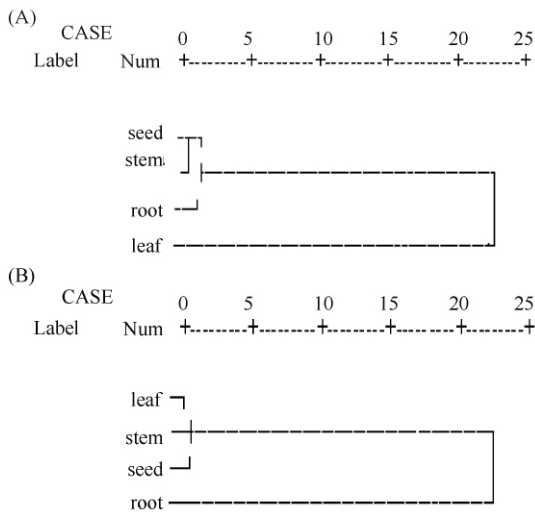 (A)
CASE 0 5 10 15 20 25
Label Num +---------+---------+---------+---------+---------+
seed
stem
root
leaf
(B)
CASE 0 5 10 15 20 25
Label Num +---------+---------+---------+---------+---------+
leaf
stem
seed
root